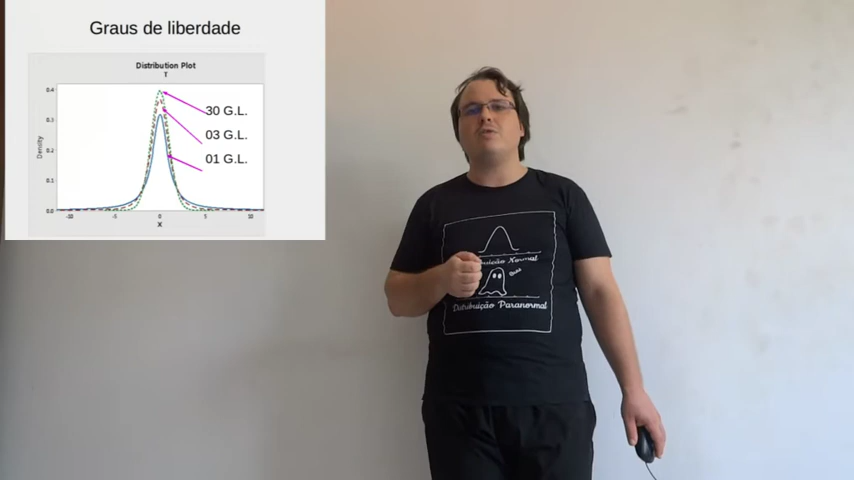 Graus de liberdade
Distribution Plot
T
0.4
0.3
0.2
0.1
0.0
Density
30 G.L.
03 G.L.
01 G.L.
-10
-5
0
5
10
X
Normal
Distribuição Paranormal